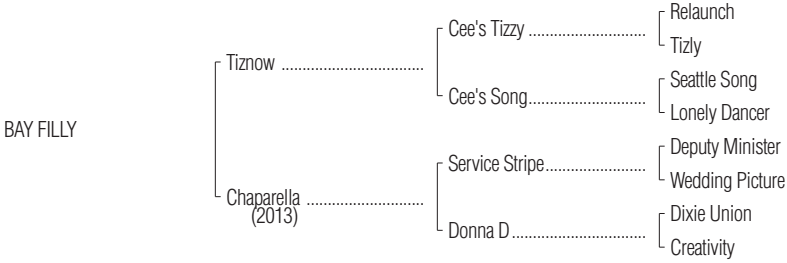 Relaunch
Cee's Tizzy ..............................
Tizly
Tiznow .....................................
Seattle Song
Cee's Song..............................
Lonely Dancer
BAY FILLY
Deputy Minister
Service Stripe..........................
Wedding Picture
Chaparella ..............................
(2013)
Dixie Union
Donna D..................................
Creativity